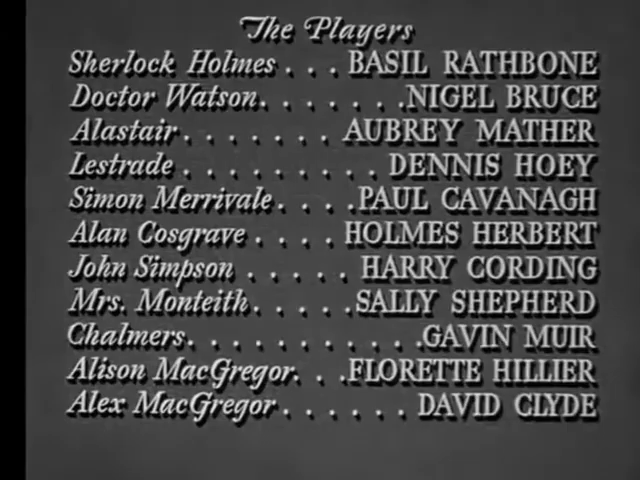 The Players
Sherlock Holmes . . . BASIL RATHBONE
Doctor Watson. . . . . . .NIGEL BRUCE
Alastair. . . . . . . AUBREY MATHER
Lestrade . . . . . . . . . DENNIS HOEY
Simon Merrivale. . . .PAUL CAVANAGH
Alan Cosgrave . . . . HOLMES HERBERT
John Simpson . . . . . HARRY CORDING
Mrs. Monteith. . . . .SALLY SHEPHERD
Chalmers. . . . . . . . . . . .GAVIN MUIR
Alison MacGregor. . .FLORETTE HILLIER
Alex MacGregor . . . . . . DAVID CLYDE